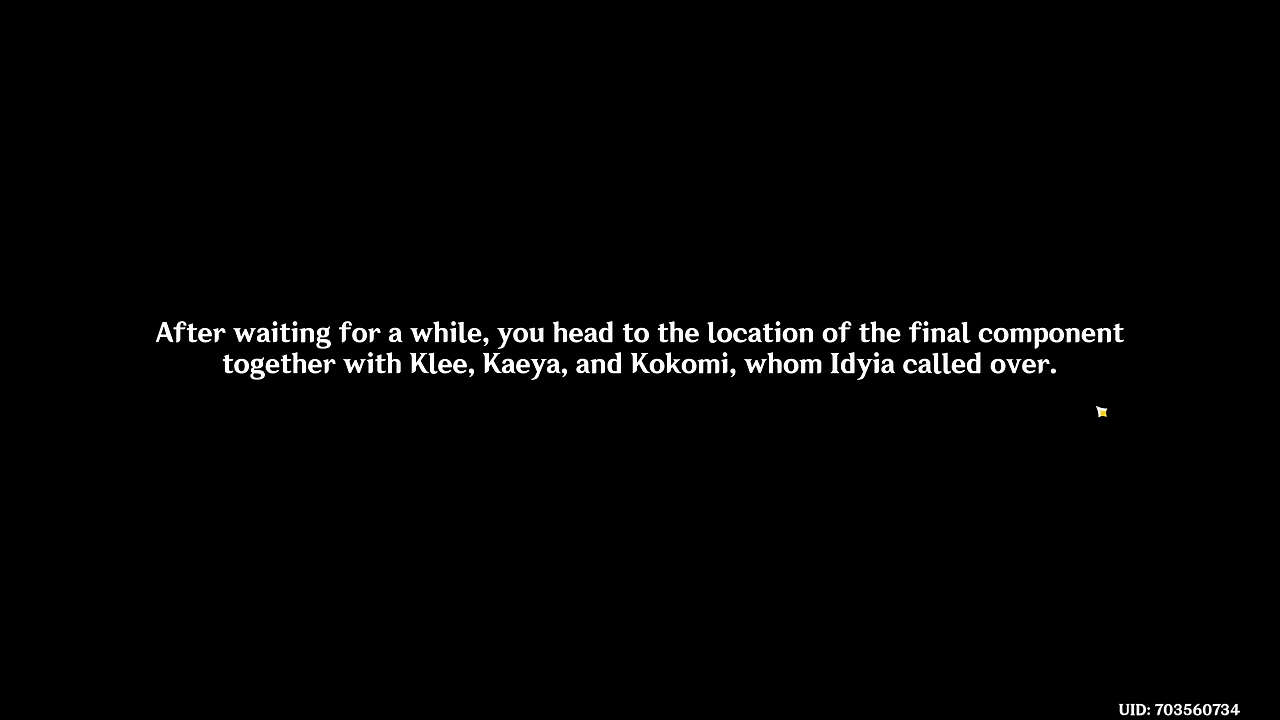 After waiting for a while, you head to the location of the final component
together with Klee, Kaeya, and Kokomi, whom Idyia called over.
UID: 703560734